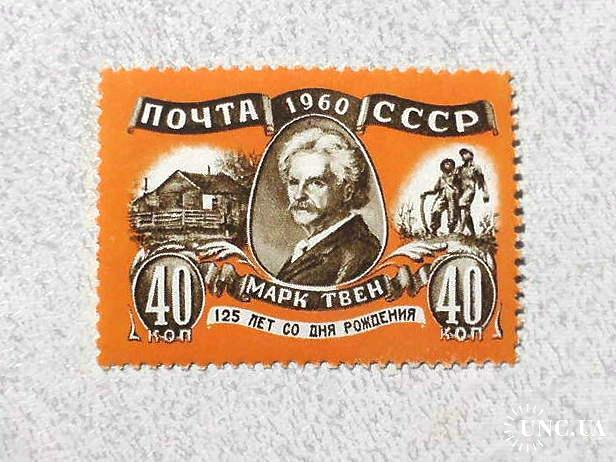 ПОЧТА 1960 СССР
40 КОП
МАРК ТВЕН
40 КОП
125 ЛЕТ СО ДНЯ РОЖДЕНИЯ
UNC.UA